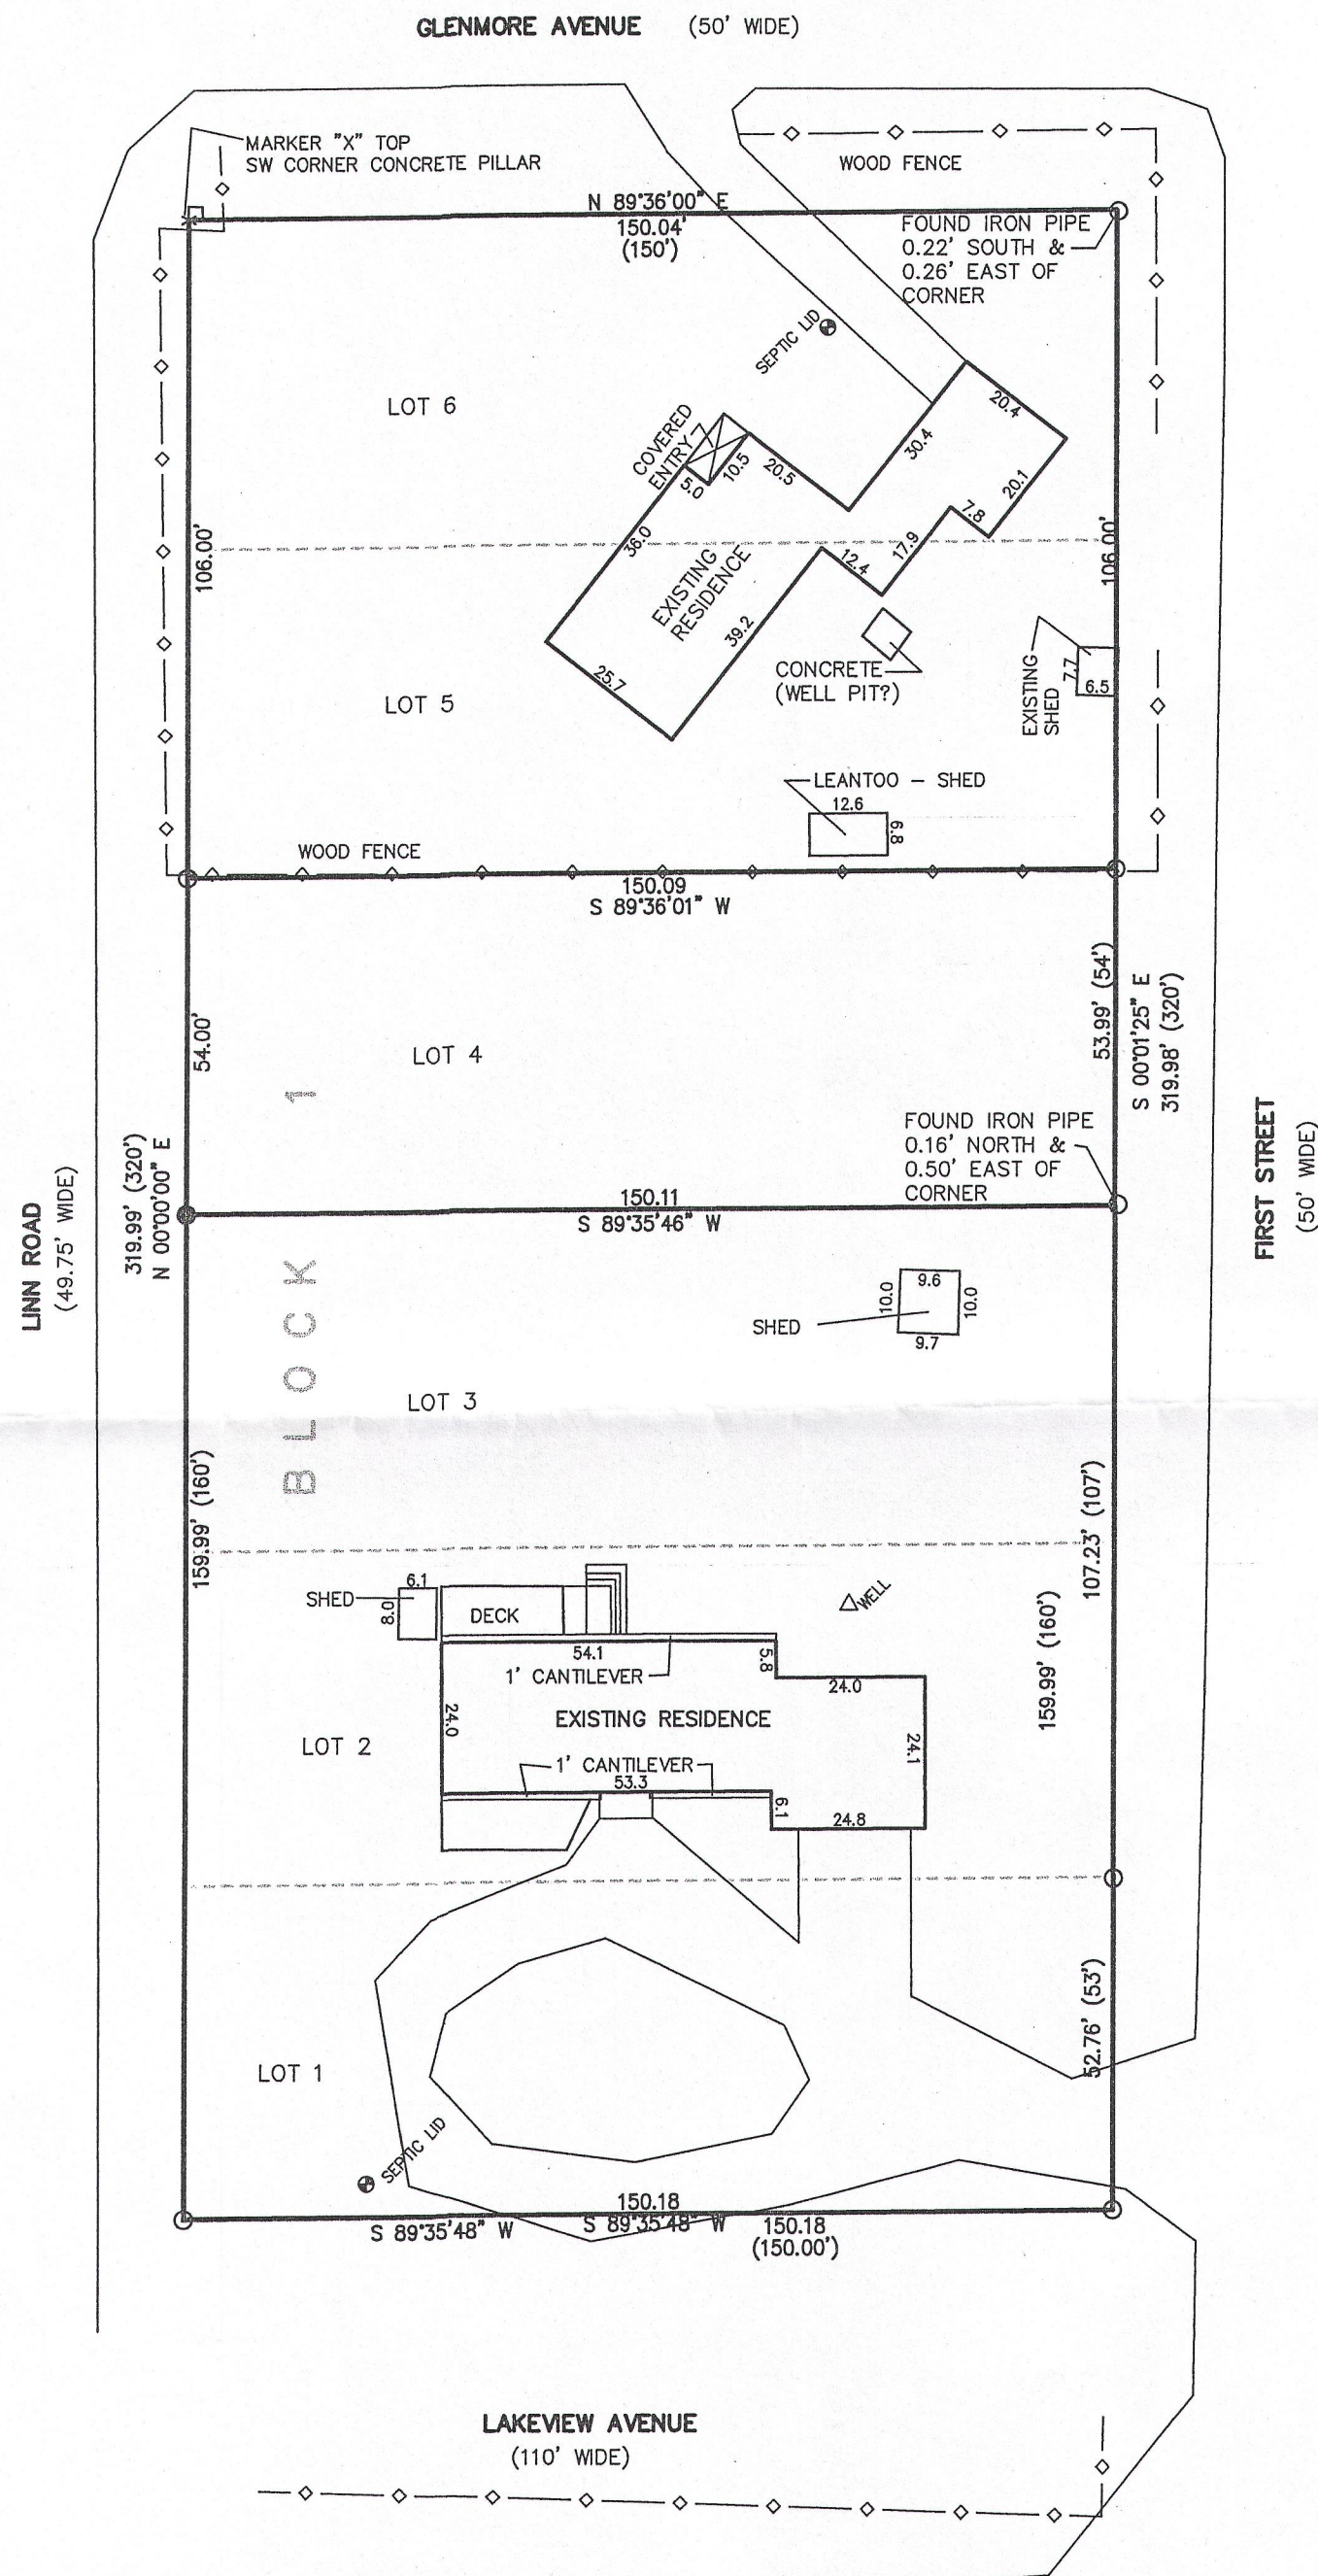 GLENMORE AVENUE (50' WIDE)
MARKER "X" TOP
SW CORNER CONCRETE PILLAR
WOOD FENCE
N 89°36'00" E
150.04'
(150')
FOUND IRON PIPE
0.22' SOUTH &
0.26' EAST OF
CORNER
SEPTIC LID
LOT 6
COVERED
ENTRY
5.0
10.5
20.5
30.4
20.4
20.1
7.8
17.9
12.4
36.0
39.2
25.7
EXISTING
RESIDENCE
106.00'
106.00'
CONCRETE
(WELL PIT?)
EXISTING
SHED
7.7
6.5
LOT 5
LEANTOO - SHED
12.6
6.8
WOOD FENCE
150.09
S 89°36'01" W
54.00'
LOT 4
53.99' (54')
S 00°01'25" E
319.98' (320')
FOUND IRON PIPE
0.16' NORTH &
0.50' EAST OF
CORNER
LINN ROAD
(49.75' WIDE)
319.99' (320')
N 00°00'00" E
BLOCK 1
FIRST STREET
(50' WIDE)
150.11
S 89°35'46" W
9.6
10.0
10.0
9.7
SHED
LOT 3
159.99' (160')
107.23' (107')
159.99' (160')
SHED
6.1
8.0
DECK
WELL
54.1
1' CANTILEVER
5.8
24.0
24.0
EXISTING RESIDENCE
24.1
LOT 2
1' CANTILEVER
53.3
6.1
24.8
52.76' (53')
LOT 1
SEPTIC LID
150.18
S 89°35'48" W
S 89°35'48" W
150.18
(150.00')
LAKEVIEW AVENUE
(110' WIDE)